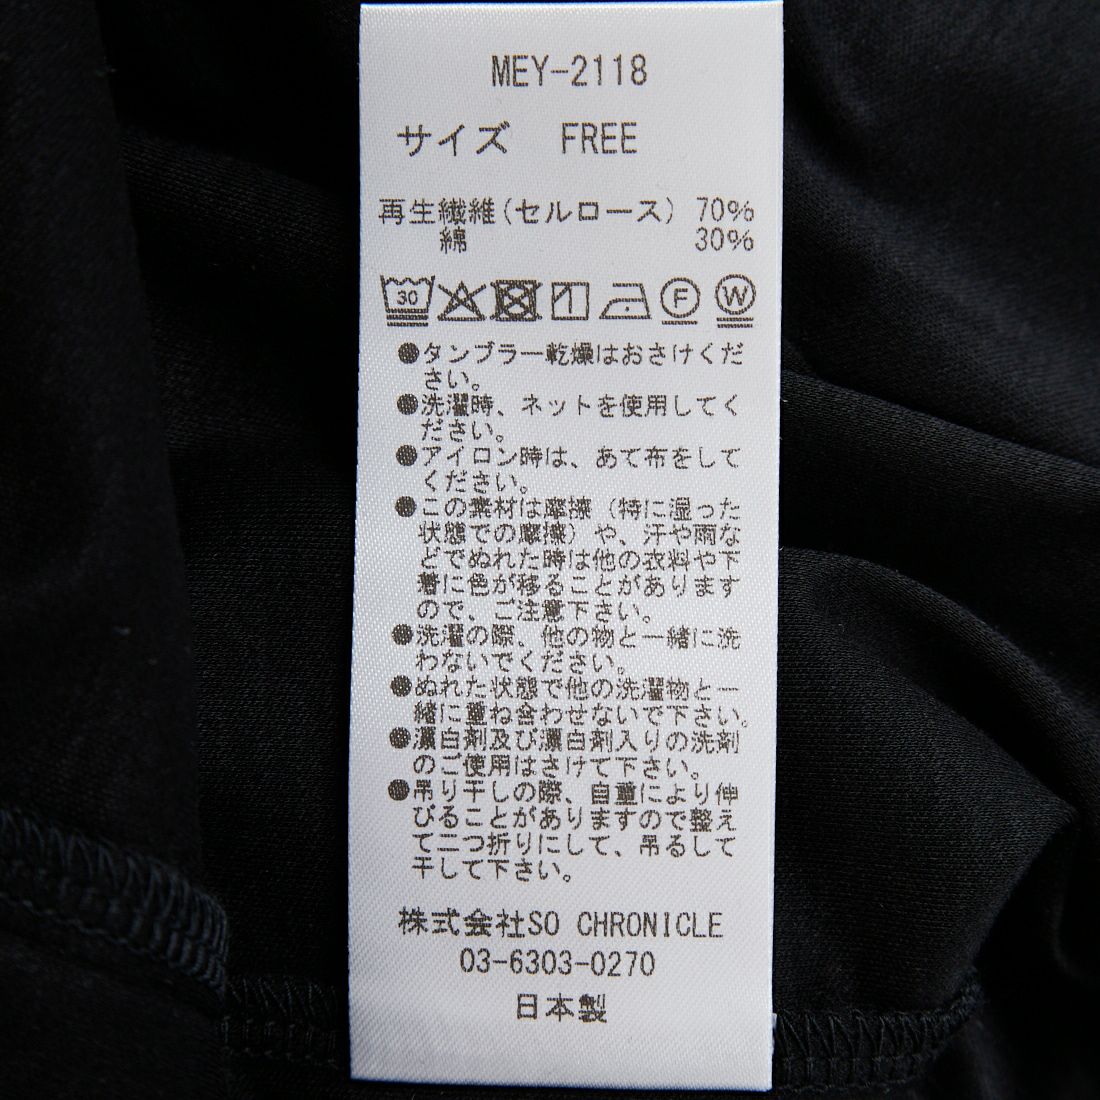 MEY-2118
サイズ FREE
再生繊維(セルロース) 70%
綿 30%
30
F W
●タンブラー乾燥はおさけくだ
さい。
●洗濯時、ネットを使用してく
ださい。
●アイロン時は、あて布をして
ください。
●この素材は摩擦(特に湿った
状態での摩擦)や、汗や雨な
どでぬれた時は他の衣料や下
着に色が移ることがあります
ので、ご注意下さい。
●洗濯の際、他の物と一緒に洗
わないでください。
●ぬれた状態で他の洗濯物と一
緒に重ね合わせないで下さい。
●漂白剤及び漂白剤入りの洗剤
のご使用はさけて下さい。
●吊り干しの際、自重により伸
びることがありますので整え
て二つ折りにして、吊るして
干して下さい。
株式会社SO CHRONICLE
03-6303-0270
日本製